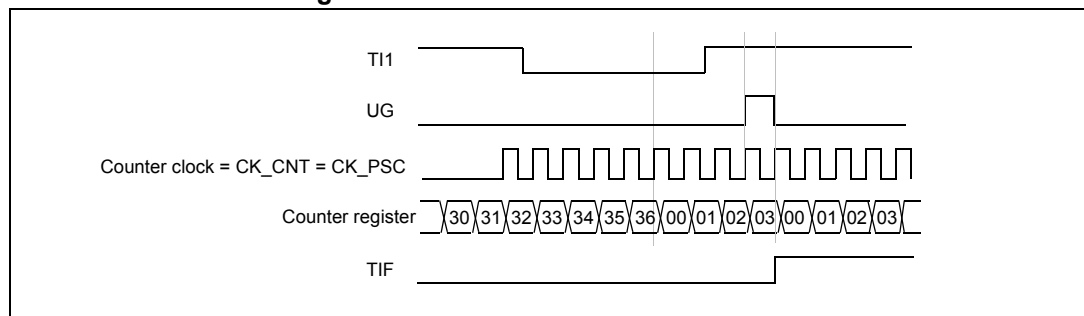 TI1
UG
Counter clock = CK_CNT = CK_PSC
Counter register 30 31 32 33 34 35 36 00 01 02 03 00 01 02 03
TIF